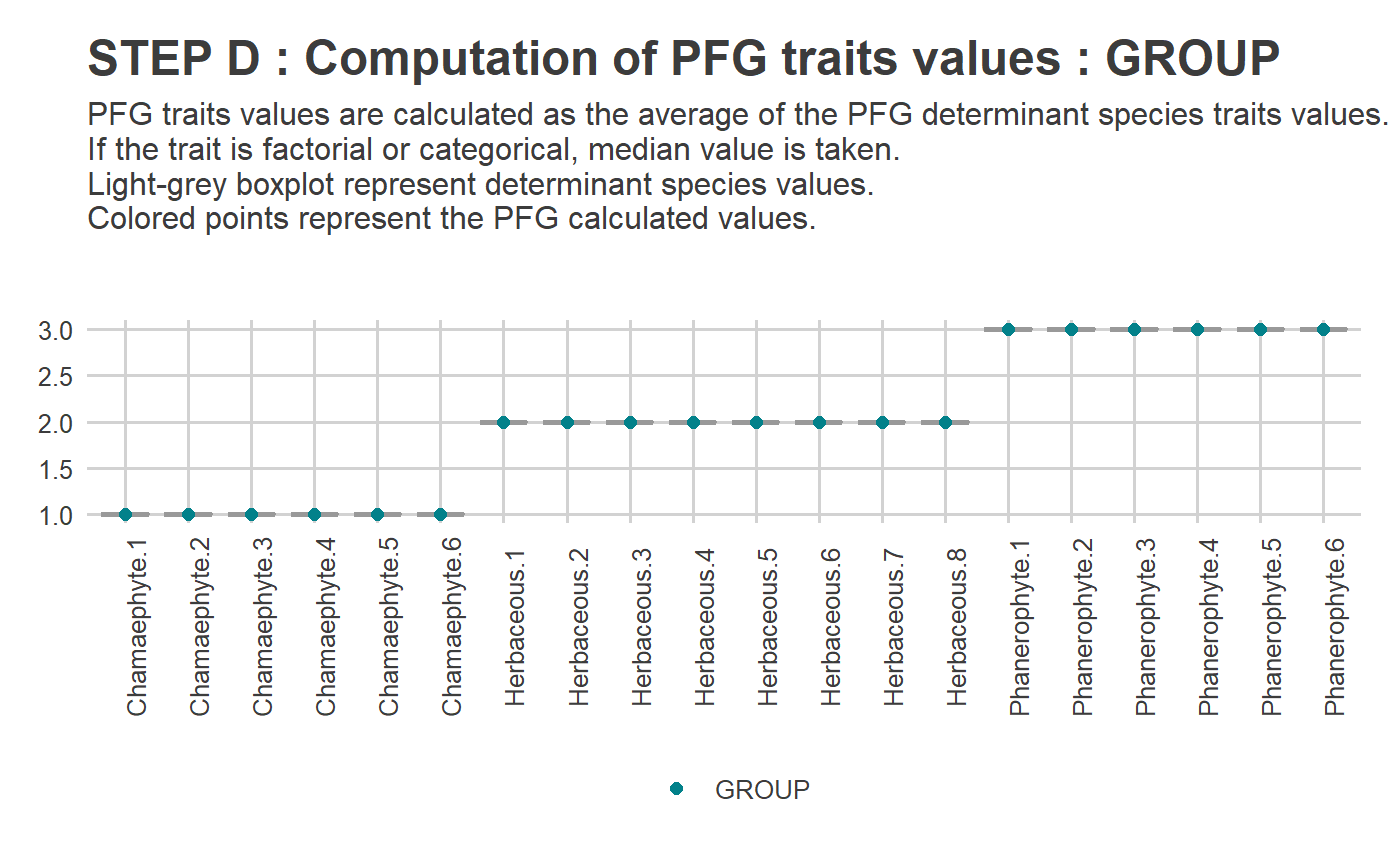 STEP D : Computation of PFG traits values : GROUP
PFG traits values are calculated as the average of the PFG determinant species traits values.
If the trait is factorial or categorical, median value is taken.
Light-grey boxplot represent determinant species values.
Colored points represent the PFG calculated values.
3.0
2.5
2.0
1.5
1.0
Chamaephyte.1
Chamaephyte.2
Chamaephyte.3
Chamaephyte.4
Chamaephyte.5
Chamaephyte.6
Herbaceous.1
Herbaceous.2
Herbaceous.3
Herbaceous.4
Herbaceous.5
Herbaceous.6
Herbaceous.7
Herbaceous.8
Phanerophyte.1
Phanerophyte.2
Phanerophyte.3
Phanerophyte.4
Phanerophyte.5
Phanerophyte.6
GROUP